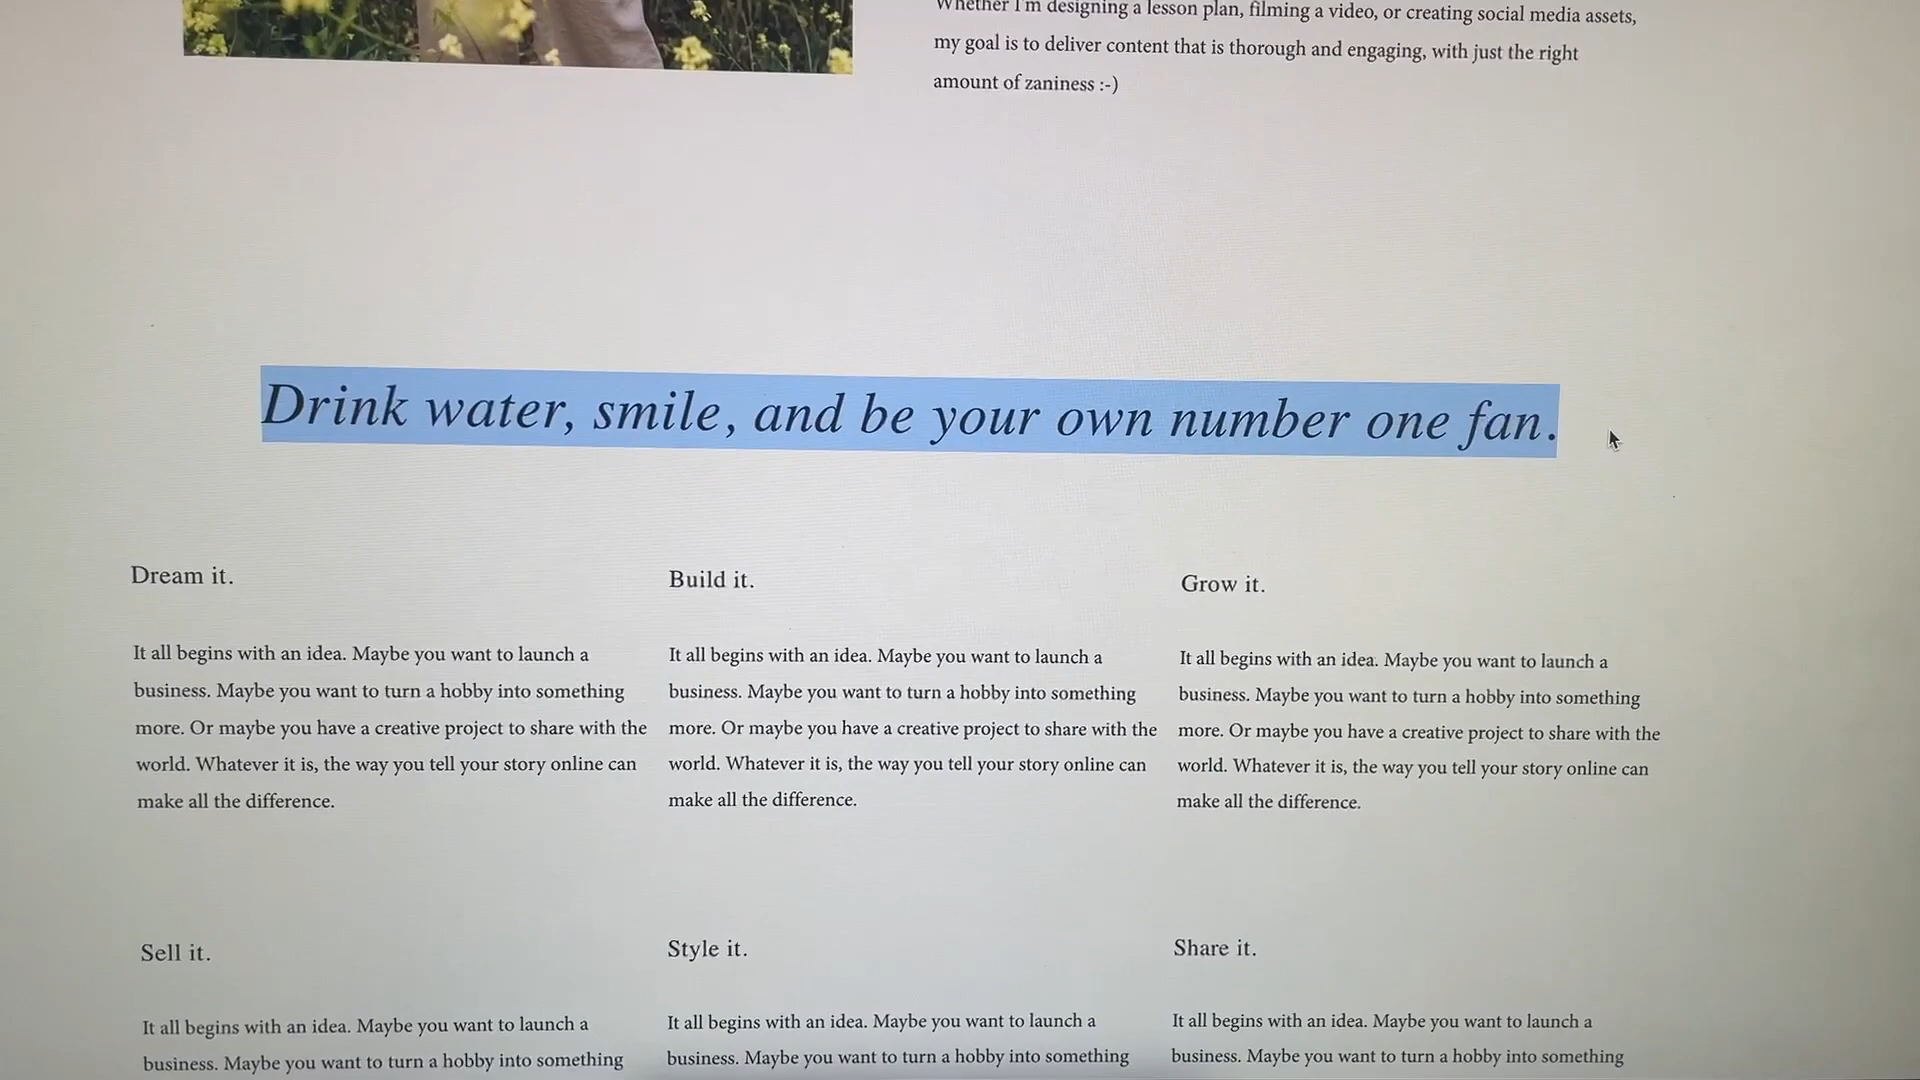 Whether I'm designing a lesson plan, filming a video, or creating social media assets,
my goal is to deliver content that is thorough and engaging, with just the right
amount of zaniness :-)
Drink water, smile, and be your own number one fan.
Dream it.
It all begins with an idea. Maybe you want to launch a
business. Maybe you want to turn a hobby into something
more. Or maybe you have a creative project to share with the
world. Whatever it is, the way you tell your story online can
make all the difference.
Build it.
It all begins with an idea. Maybe you want to launch a
business. Maybe you want to turn a hobby into something
more. Or maybe you have a creative project to share with the
world. Whatever it is, the way you tell your story online can
make all the difference.
Grow it.
It all begins with an idea. Maybe you want to launch a
business. Maybe you want to turn a hobby into something
more. Or maybe you have a creative project to share with the
world. Whatever it is, the way you tell your story online can
make all the difference.
Sell it.
It all begins with an idea. Maybe you want to launch a
business. Maybe you want to turn a hobby into something
Style it.
It all begins with an idea. Maybe you want to launch a
business. Maybe you want to turn a hobby into something
Share it.
It all begins with an idea. Maybe you want to launch a
business. Maybe you want to turn a hobby into something